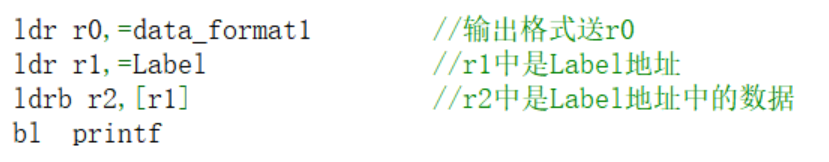 ldr r0,=data_format1 //输出格式送r0
ldr r1,=Label //r1中是Label地址
ldrb r2,[r1] //r2中是Label地址中的数据
bl printf